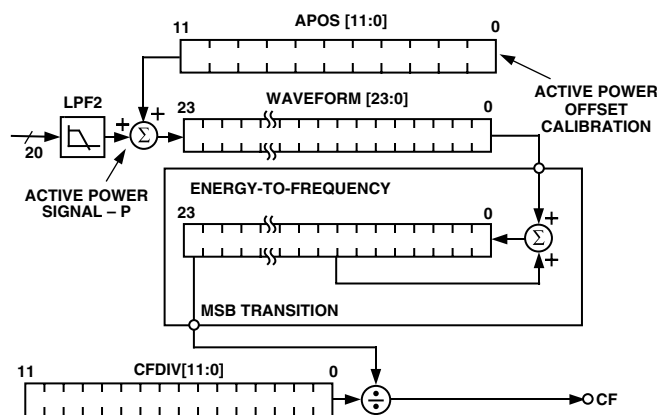 APOS [11:0]
11 0
LPF2
WAVEFORM [23:0]
23 0
ACTIVE POWER
OFFSET
CALIBRATION
+ + Σ
20
ACTIVE POWER
SIGNAL – P
ENERGY-TO-FREQUENCY
23 0
+
Σ
+
MSB TRANSITION
CFDIV[11:0]
11 0
÷
CF